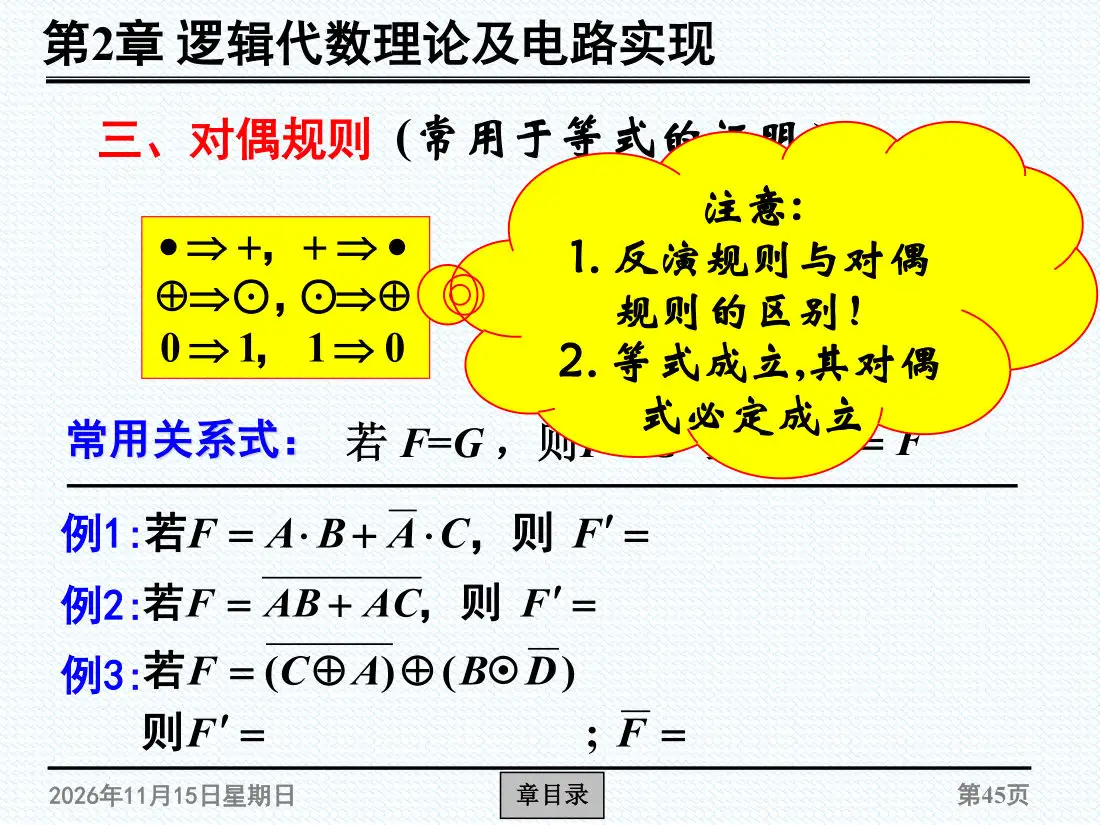 第2章 逻辑代数理论及电路实现
三、对偶规则 (常用于等式的
注意:
1. 反演规则与对偶
规则的区别!
2. 等式成立,其对偶
式必定成立
•⇒+, +⇒•
⊕⇒⊙, ⊙⇒⊕
0⇒1, 1⇒0
常用关系式: 若 F=G ,则 = F
例1:若F = A·B + A̅·C, 则 F′ =
例2:若F = \overline{AB + AC}, 则 F′ =
例3:若F = \overline{(C⊕A)}⊕(B⊙D̅)
则F′ = ; F̅ =
2026年11月15日星期日 章目录 第45页